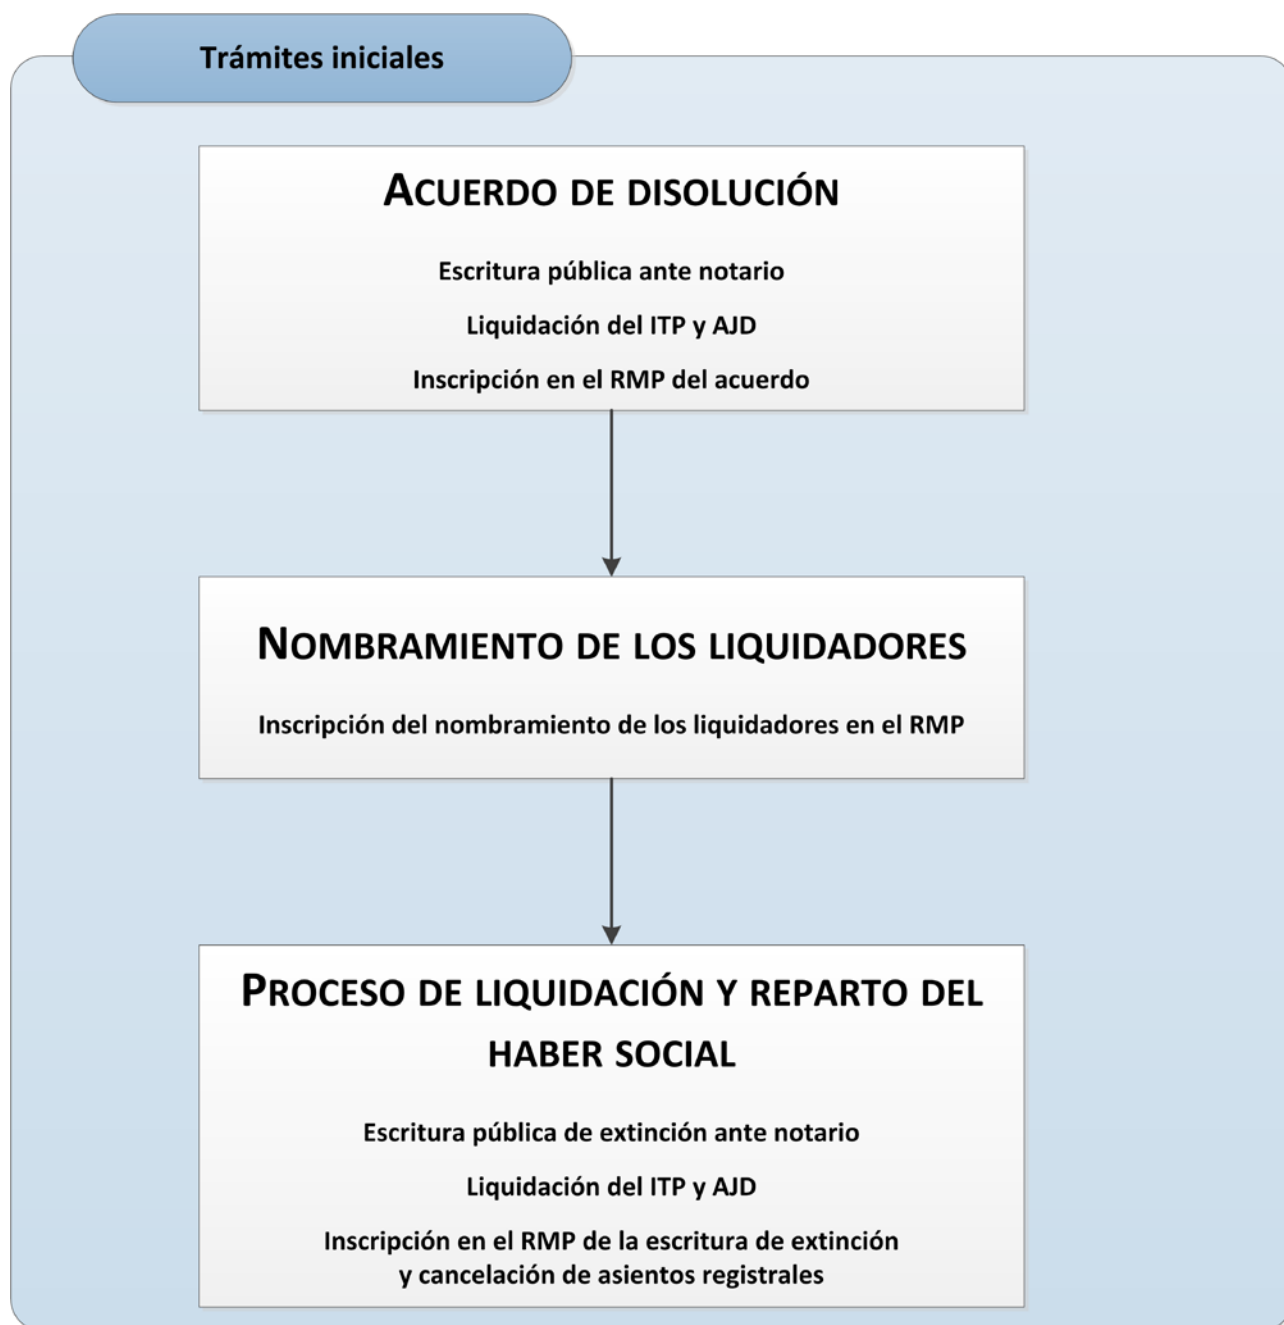 Trámites iniciales
ACUERDO DE DISOLUCIÓN
Escritura pública ante notario
Liquidación del ITP y AJD
Inscripción en el RMP del acuerdo
NOMBRAMIENTO DE LOS LIQUIDADORES
Inscripción del nombramiento de los liquidadores en el RMP
PROCESO DE LIQUIDACIÓN Y REPARTO DEL
HABER SOCIAL
Escritura pública de extinción ante notario
Liquidación del ITP y AJD
Inscripción en el RMP de la escritura de extinción
y cancelación de asientos registrales